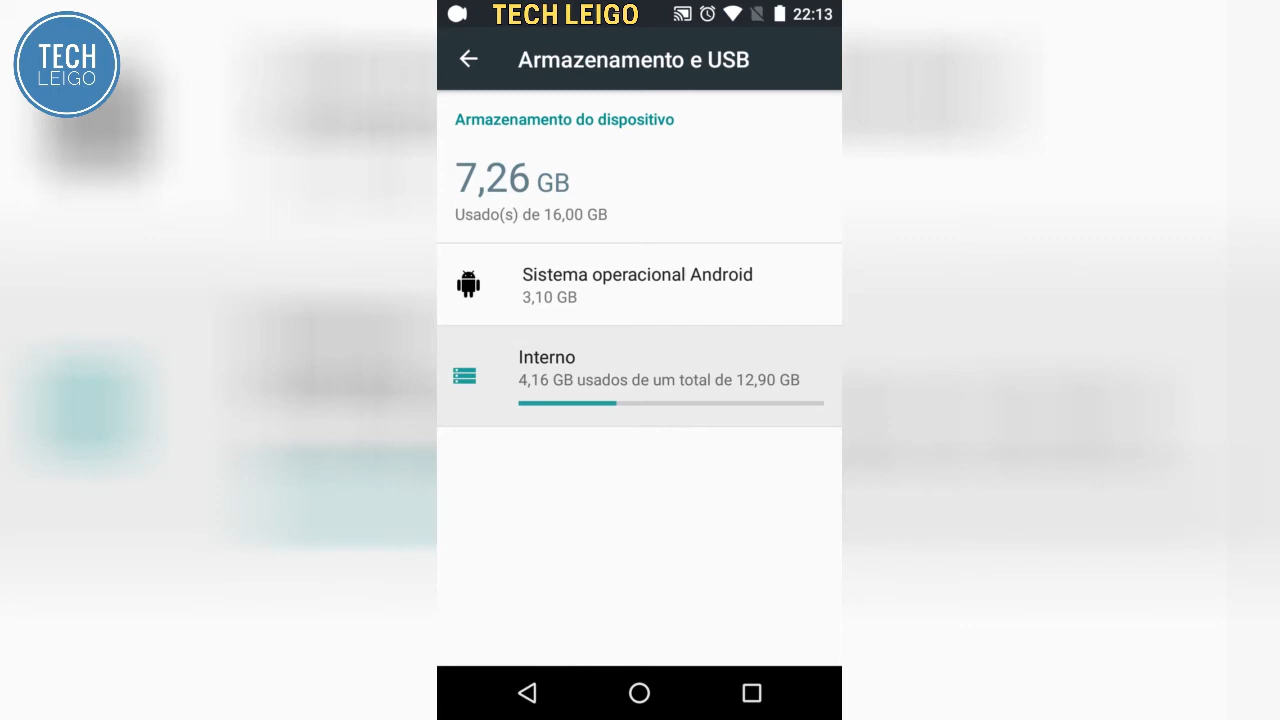 TECH
LEIGO
TECH LEIGO
22:13
Armazenamento e USB
Armazenamento do dispositivo
7,26 GB
Usado(s) de 16,00 GB
Sistema operacional Android
3,10 GB
Interno
4,16 GB usados de um total de 12,90 GB